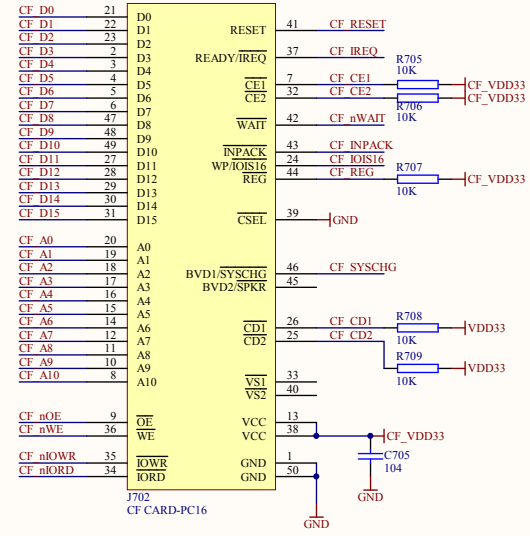 CF_D0 21 D0
CF_D1 22 D1 RESET 41 CF_RESET
CF_D2 23 D2
CF_D3 2 D3 READY/IREQ 37 CF_IREQ
CF_D4 3 D4 R705
CF_D5 4 D5 CE1 7 CF_CE1 10K CF_VDD33
CF_D6 5 D6 CE2 32 CF_CE2 R706 CF_VDD33
CF_D7 6 D7 10K
CF_D8 47 D8 WAIT 42 CF_nWAIT
CF_D9 48 D9
CF_D10 49 D10 INPACK 43 CF_INPACK
CF_D11 27 D11 WP/IOIS16 24 CF_IOIS16 R707
CF_D12 28 D12 REG 44 CF_REG CF_VDD33
CF_D13 29 D13 10K
CF_D14 30 D14
CF_D15 31 D15 CSEL 39 GND
CF_A0 20 A0
CF_A1 19 A1
CF_A2 18 A2 BVD1/SYSCHG 46 CF_SYSCHG
CF_A3 17 A3 BVD2/SPKR 45
CF_A4 16 A4
CF_A5 15 A5 R708
CF_A6 14 A6 CD1 26 CF_CD1 VDD33
CF_A7 12 A7 CD2 25 CF_CD2 10K
CF_A8 11 A8 R709
CF_A9 10 A9 VDD33
CF_A10 8 A10 VS1 33 10K
VS2 40
CF_nOE 9 OE VCC 13
CF_nWE 36 WE VCC 38 CF_VDD33
C705
CF_nIOWR 35 IOWR GND 1 104
CF_nIORD 34 IORD GND 50
J702 GND
CF CARD-PC16
GND